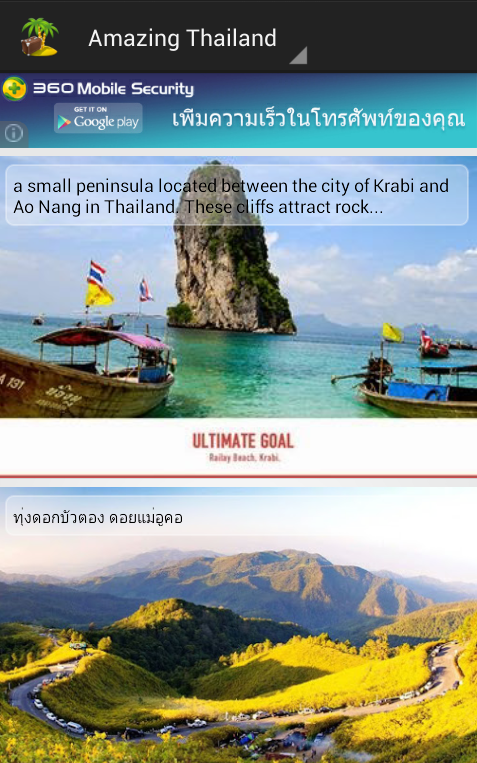 Amazing Thailand
360 Mobile Security
GET IT ON
Google play
เพิ่มความเร็วในโทรศัพท์ของคุณ
a small peninsula located between the city of Krabi and
Ao Nang in Thailand. These cliffs attract rock...
A 131
ULTIMATE GOAL
Railay Beach, Krabi.
ทุ่งดอกบัวตอง ดอยแม่อูคอ